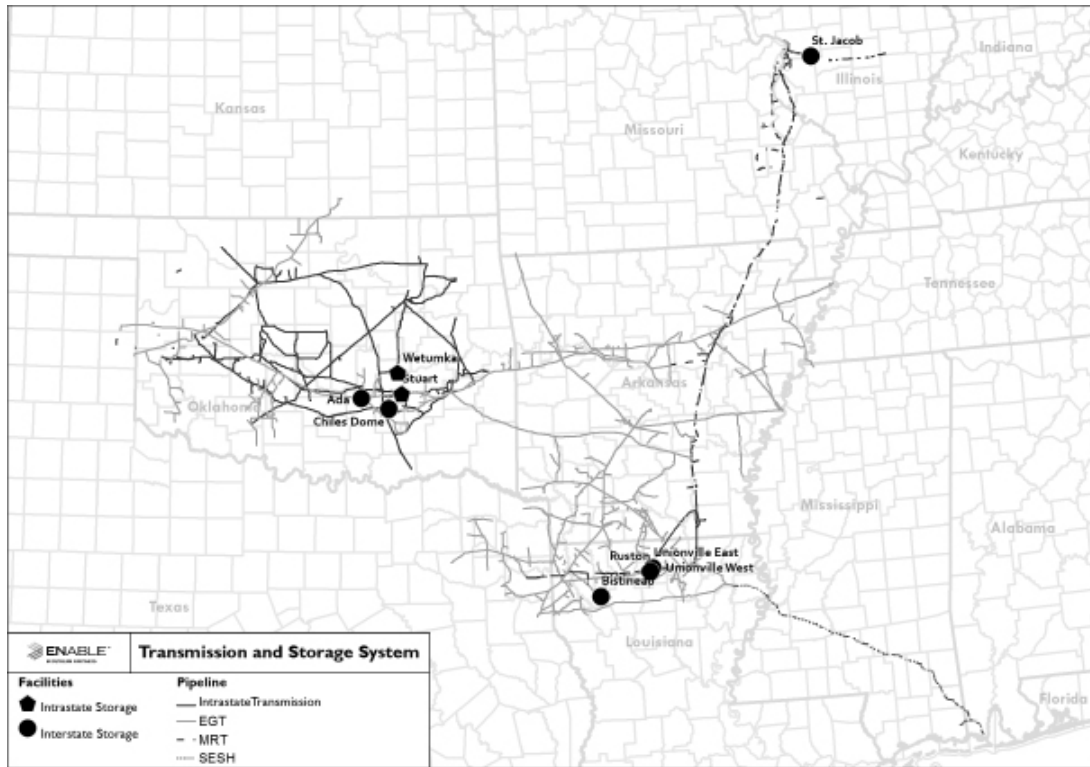 St. Jacob
Indiana
Illinois
Kansas
Missouri
Kentucky
Tennessee
Wetumka
Stuart
Arkansas
Ada
Oklahoma
Chiles Dome
Mississippi
Alabama
Unionville East
Ruston
Unionville West
Bistineau
Texas
Louisiana
Florida
ENABLE
Transmission and Storage System
Facilities
Pipeline
Intrastate Storage
Interstate Storage
IntrastateTransmission
EGT
MRT
SESH